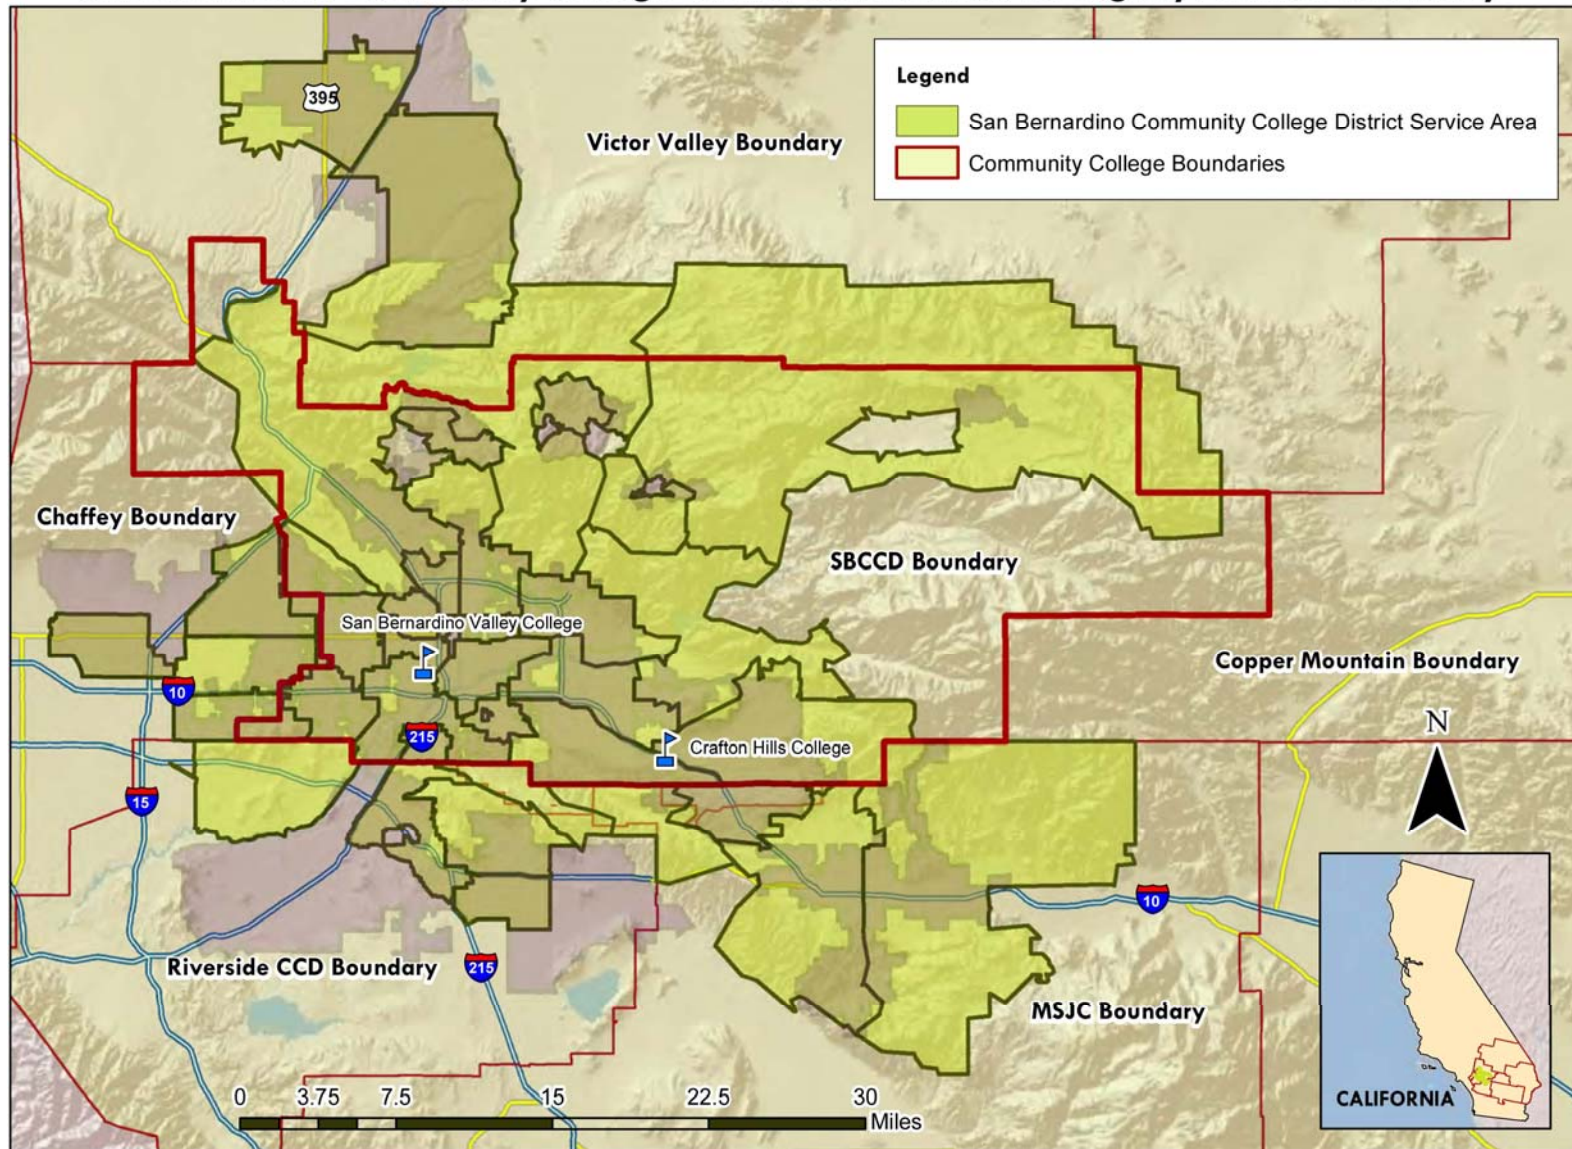 395
Victor Valley Boundary
Legend
San Bernardino Community College District Service Area
Community College Boundaries
Chaffey Boundary
SBCCD Boundary
San Bernardino Valley College
Copper Mountain Boundary
10
N
215
Crafton Hills College
15
10
Riverside CCD Boundary
215
MSJC Boundary
0 3.75 7.5 15 22.5 30
Miles
CALIFORNIA